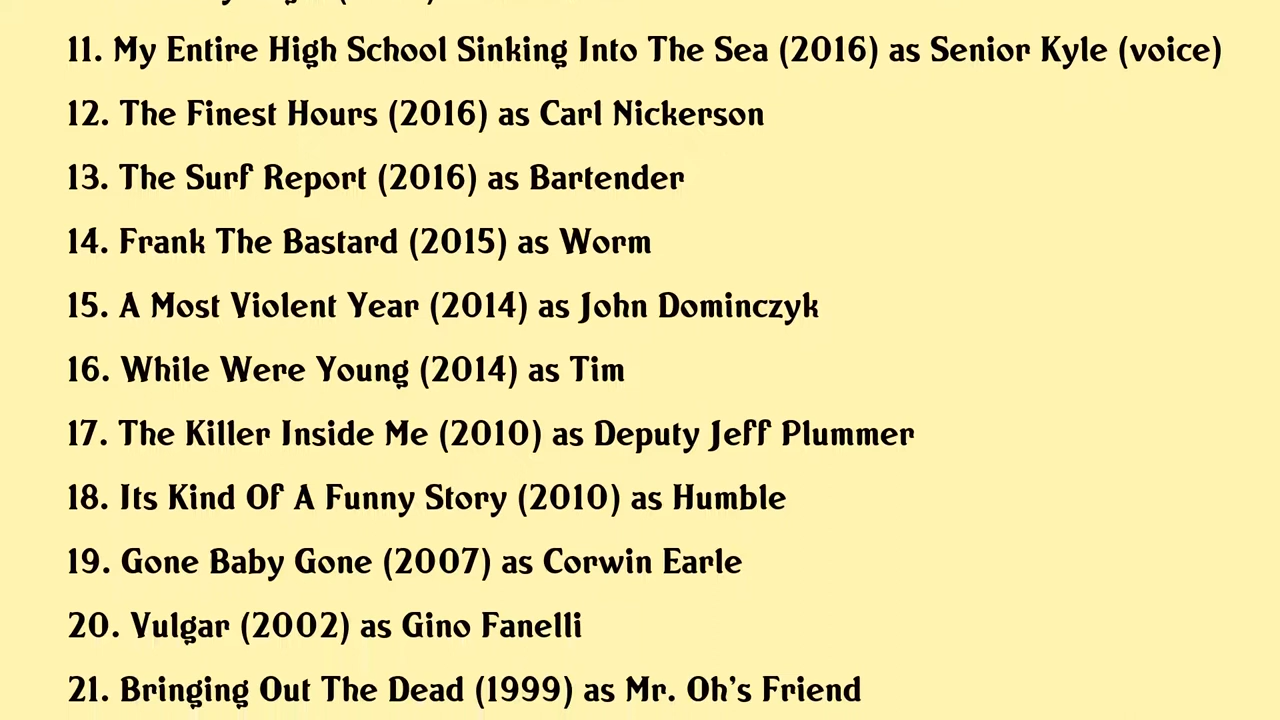 11. My Entire High School Sinking Into The Sea (2016) as Senior Kyle (voice)
12. The Finest Hours (2016) as Carl Nickerson
13. The Surf Report (2016) as Bartender
14. Frank The Bastard (2015) as Worm
15. A Most Violent Year (2014) as John Dominczyk
16. While Were Young (2014) as Tim
17. The Killer Inside Me (2010) as Deputy Jeff Plummer
18. Its Kind Of A Funny Story (2010) as Humble
19. Gone Baby Gone (2007) as Corwin Earle
20. Vulgar (2002) as Gino Fanelli
21. Bringing Out The Dead (1999) as Mr. Oh's Friend